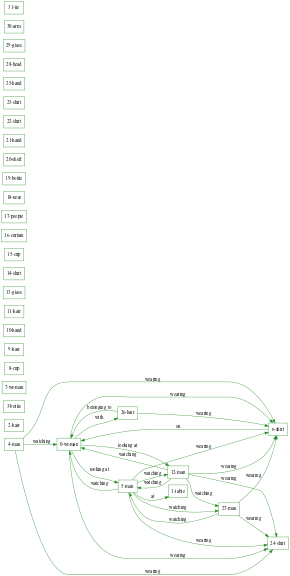 31-tie
30-arm
29-glass
28-head
25-hand
23-shirt
22-shirt
21-hand
20-shelf
19-bottle
18-nose
17-people
16-curtain
15-cup
14-shirt
13-glass
11-hair
10-hand
9-hair
8-cup
7-woman
3-bottle
2-hair
4-man
wearing
watching
0-woman
belonging to
with
26-hair
wearing
wearing
on
6-shirt
looking at
watching
looking at
watching
5-man
watching
watching
12-man
wearing
at
1-table
watching
wearing
wearing
watching
watching
27-man
wearing
wearing
wearing
wearing
24-shirt
wearing